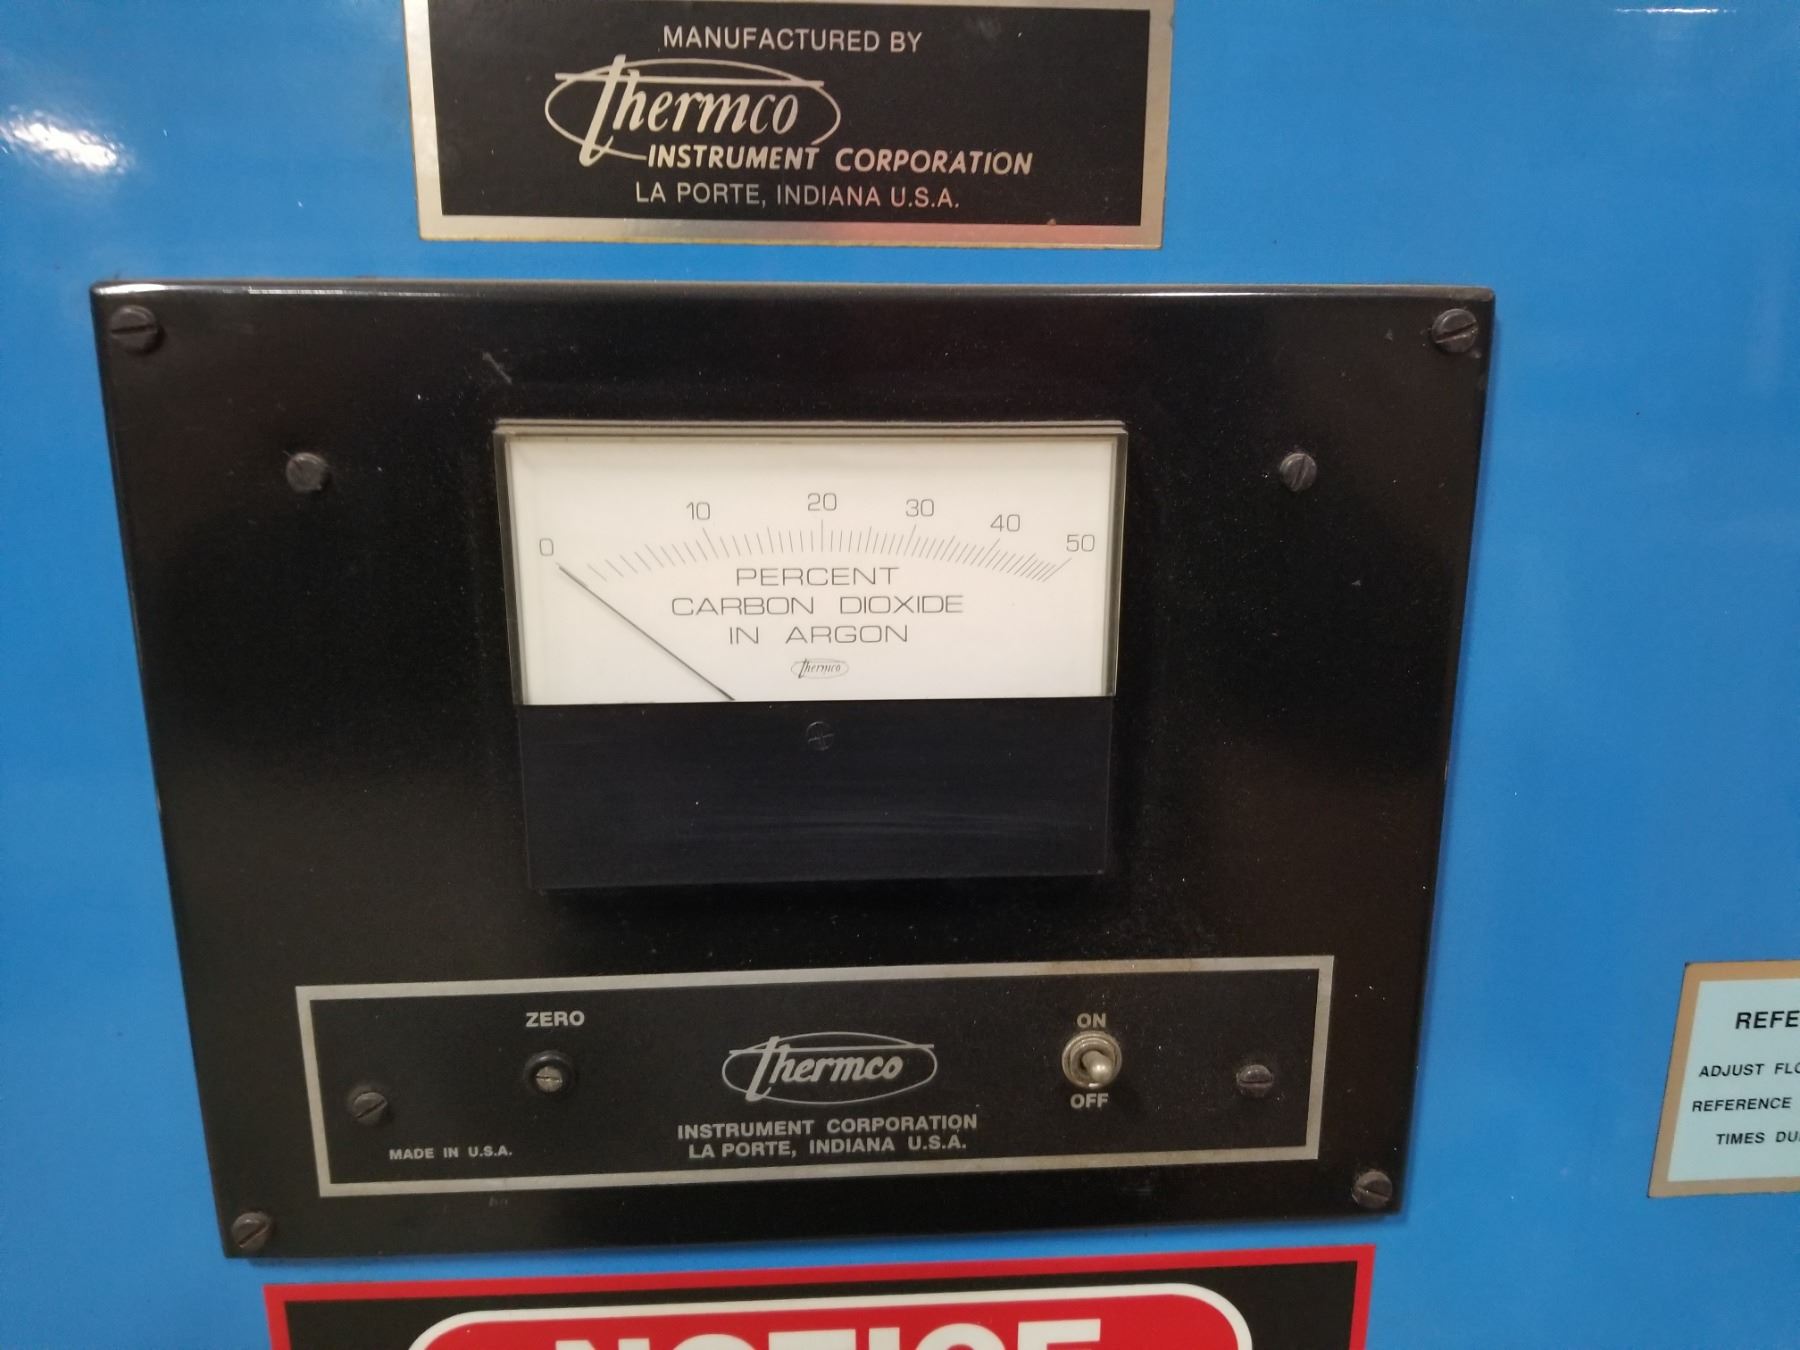 MANUFACTURED BY
Thermco
INSTRUMENT CORPORATION
LA PORTE, INDIANA U.S.A.
0 10 20 30 40 50
PERCENT
CARBON DIOXIDE
IN ARGON
Thermco
ZERO
ON
Thermco
OFF
INSTRUMENT CORPORATION
LA PORTE, INDIANA U.S.A.
MADE IN U.S.A.
REFE
ADJUST FLO
REFERENCE
TIMES DU
NOTICE